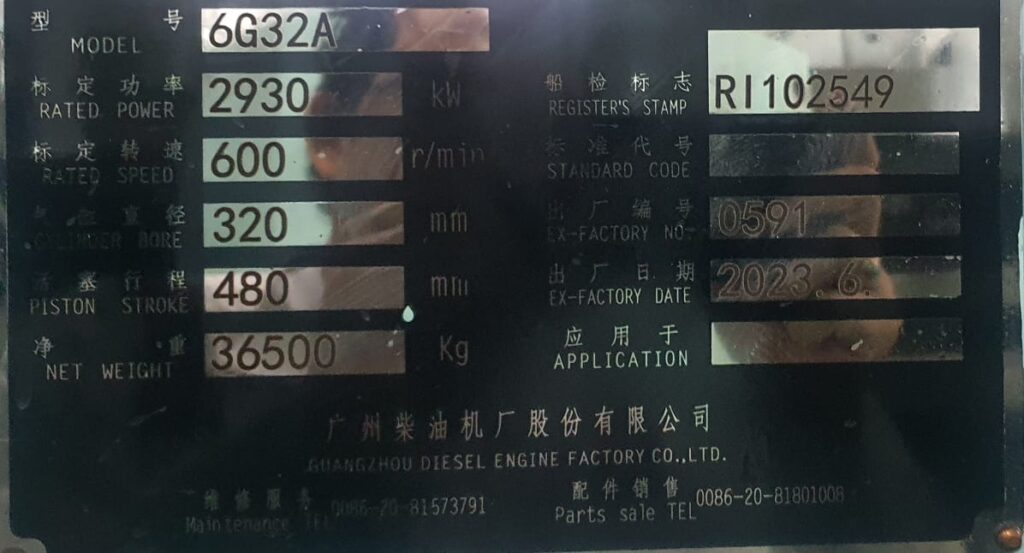 型 号 6G32A
MODEL
标定功率 2930 kW
RATED POWER
标定转速 600 r/min
RATED SPEED
气缸直径 320 mm
CYLINDER BORE
活塞行程 480 mm
PISTON STROKE
净 重 36500 Kg
NET WEIGHT
船检标志 RI102549
REGISTER'S STAMP
标准代号
STANDARD CODE
出厂编号 0591
EX-FACTORY NO.
出厂日期 2023.6.
EX-FACTORY DATE
应用于
APPLICATION
广州柴油机厂股份有限公司
GUANGZHOU DIESEL ENGINE FACTORY CO.,LTD.
维修服务 0086-20-81573791
Maintenance TEL
配件销售 0086-20-81801008
Parts sale TEL